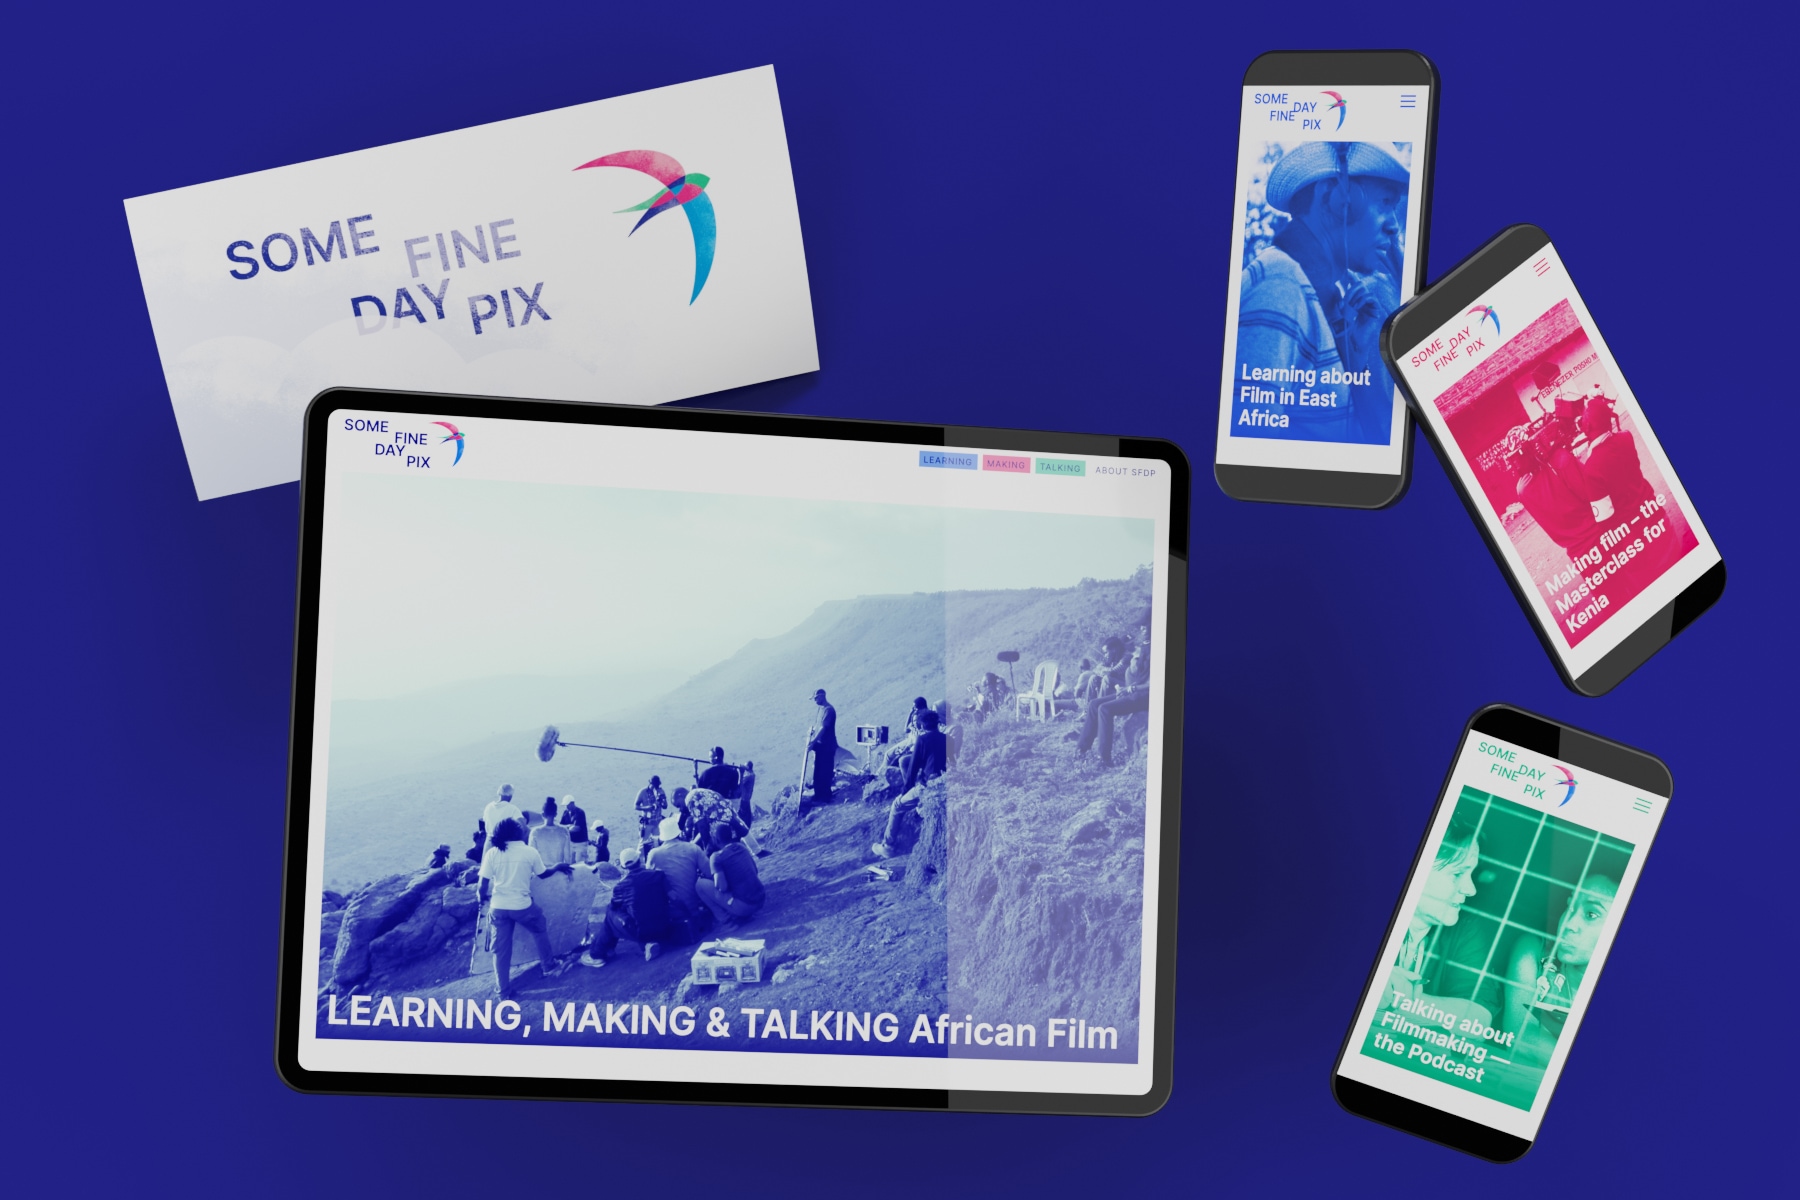 SOME FINE
DAY PIX
SOME
FINE
DAY
PIX
LEARNING MAKING TALKING ABOUT SFDP
LEARNING, MAKING & TALKING African Film
SOME DAY
FINE PIX
Learning about
Film in East
Africa
SOME DAY
FINE PIX
EBENEZER POSHO M
Making film – the
Masterclass for
Kenia
SOME DAY
FINE PIX
Talking about
Filmmaking —
the Podcast